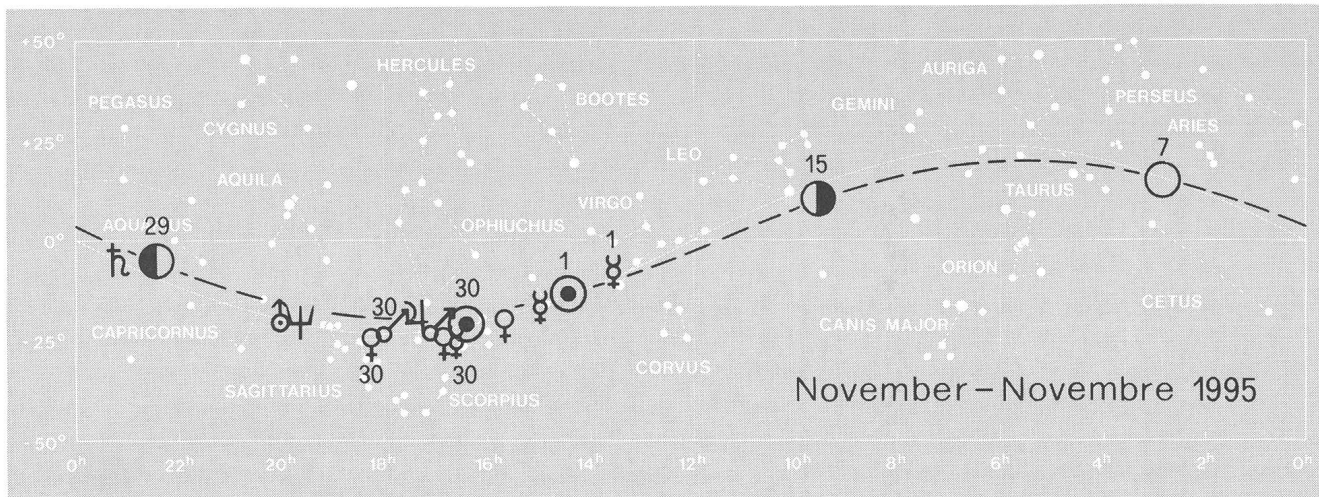 +50°
HERCULES
AURIGA
PEGASUS
BOOTES
GEMINI
PERSEUS
CYGNUS
ARIES
+25°
7
LEO
15
AQUILA
TAURUS
VIRGO
AQUARIUS
29
OPHIUCHUS
1
0°
1
ORION
30
30
CETUS
CAPRICORNUS
CANIS MAJOR
-25°
30
30
CORVUS
SAGITTARIUS
SCORPIUS
November – Novembre 1995
-50°
0h 22h 20h 18h 16h 14h 12h 10h 8h 6h 4h 2h 0h